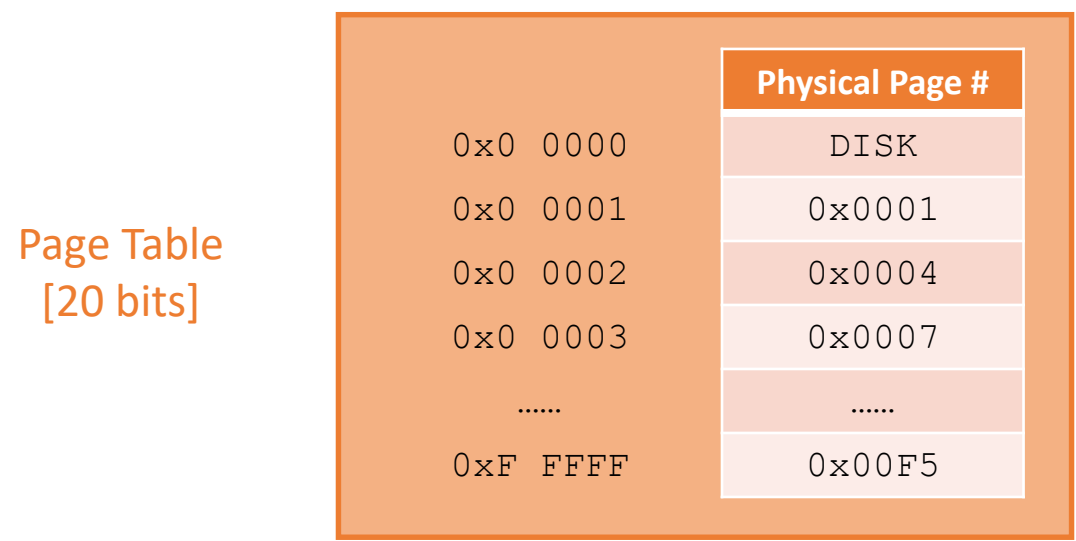 Page Table
[20 bits]
Physical Page #
0x0 0000 DISK
0x0 0001 0x0001
0x0 0002 0x0004
0x0 0003 0x0007
…… ……
0xF FFFF 0x00F5